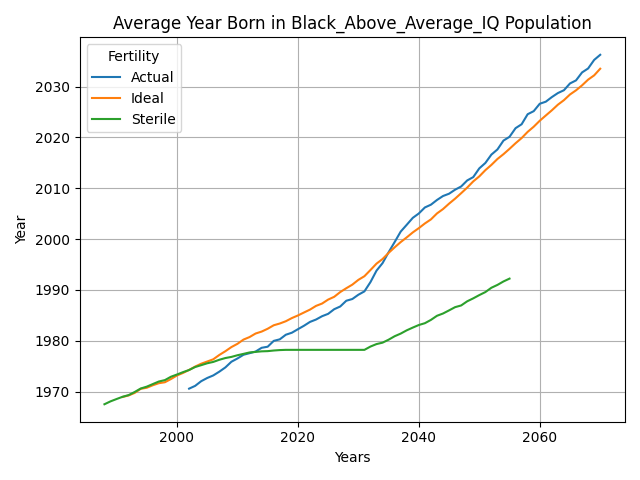 Average Year Born in Black_Above_Average_IQ Population
Fertility
Actual
Ideal
Sterile
2030
2020
2010
2000
1990
1980
1970
Year
2000
2020
2040
2060
Years